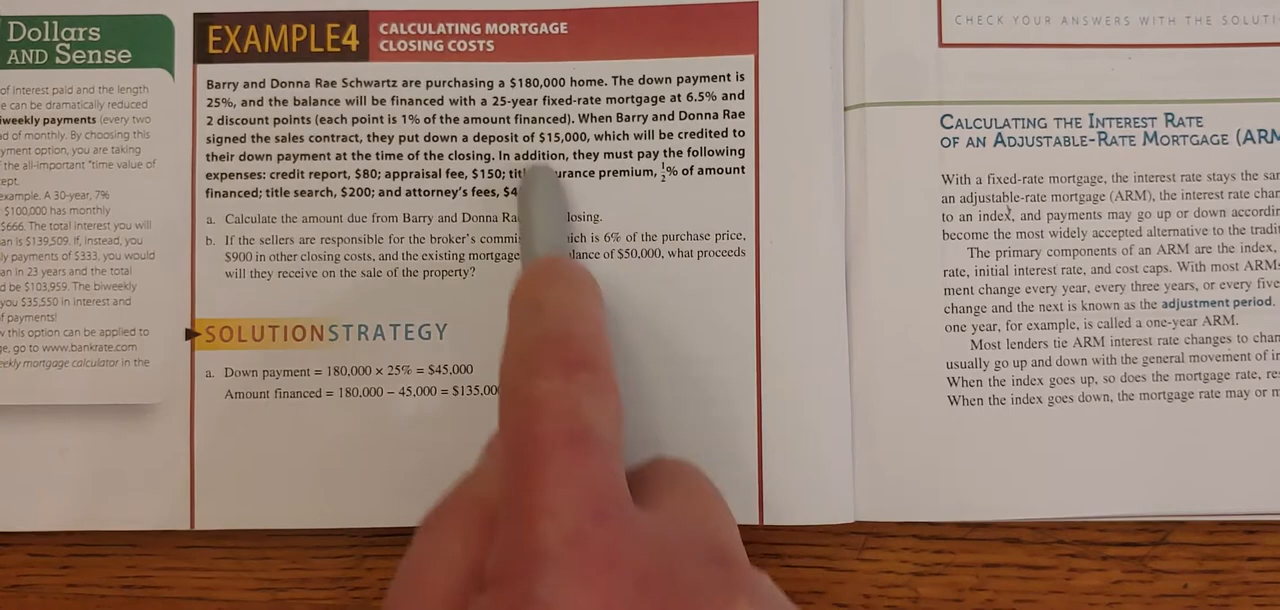 Dollars
AND Sense
of interest paid and the length
e can be dramatically reduced
iweekly payments (every two
ad of monthly. By choosing this
yment option, you are taking
the all-important "time value of
ept.
example. A 30-year, 7%
$100,000 has monthly
$666. The total interest you will
an is $139,509. If, instead, you
ly payments of $333, you would
an in 23 years and the total
d be $103,959. The biweekly
you $35,550 in interest and
f payments!
w this option can be applied to
ge, go to www.bankrate.com
eekly mortgage calculator in the
EXAMPLE4 CALCULATING MORTGAGE
CLOSING COSTS
Barry and Donna Rae Schwartz are purchasing a $180,000 home. The down payment is
25%, and the balance will be financed with a 25-year fixed-rate mortgage at 6.5% and
2 discount points (each point is 1% of the amount financed). When Barry and Donna Rae
signed the sales contract, they put down a deposit of $15,000, which will be credited to
their down payment at the time of the closing. In addition, they must pay the following
expenses: credit report, $80; appraisal fee, $150; tit urance premium, ½% of amount
financed; title search, $200; and attorney's fees, $4
a. Calculate the amount due from Barry and Donna Ra losing.
b. If the sellers are responsible for the broker's commi ich is 6% of the purchase price,
$900 in other closing costs, and the existing mortgage lance of $50,000, what proceeds
will they receive on the sale of the property?
SOLUTIONSTRATEGY
a. Down payment = 180,000 × 25% = $45,000
Amount financed = 180,000 − 45,000 = $135,00
CHECK YOUR ANSWERS WITH THE SOLUTI
CALCULATING THE INTEREST RATE
OF AN ADJUSTABLE-RATE MORTGAGE (ARM
With a fixed-rate mortgage, the interest rate stays the sa
an adjustable-rate mortgage (ARM), the interest rate chan
to an index, and payments may go up or down accordin
become the most widely accepted alternative to the tradit
The primary components of an ARM are the index,
rate, initial interest rate, and cost caps. With most ARMs
ment change every year, every three years, or every five
change and the next is known as the adjustment period.
one year, for example, is called a one-year ARM.
Most lenders tie ARM interest rate changes to chan
usually go up and down with the general movement of in
When the index goes up, so does the mortgage rate, re
When the index goes down, the mortgage rate may or n